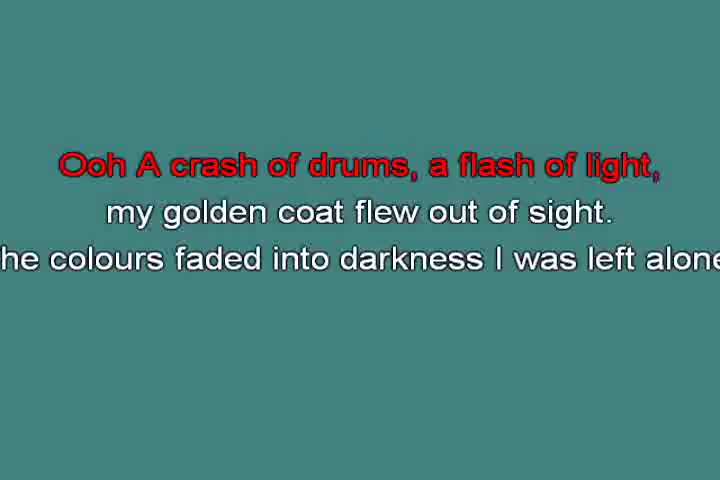 Ooh A crash of drums, a flash of light,
my golden coat flew out of sight.
he colours faded into darkness I was left alone